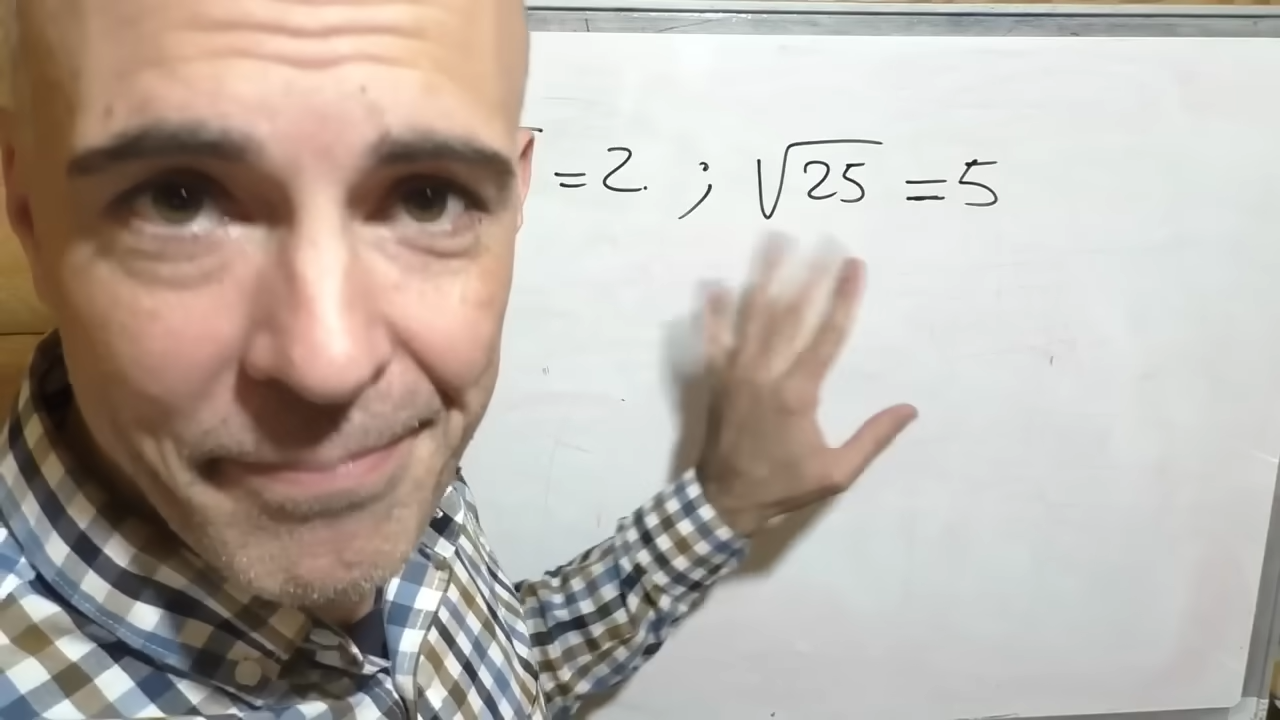 = 2. ; √25 = 5